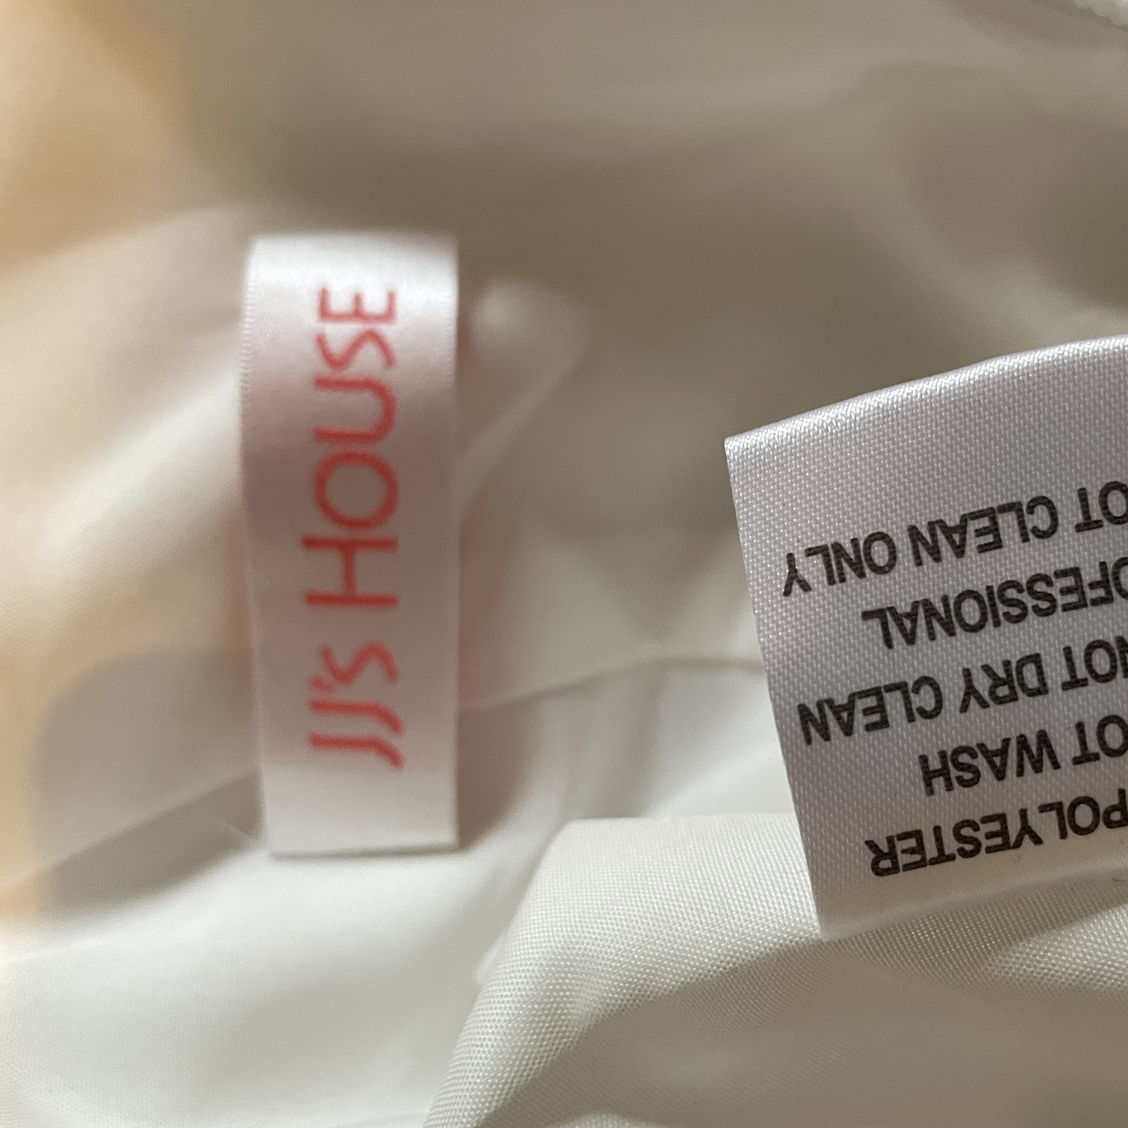 JJ's HOUSE
POLYESTER
OT WASH
NOT DRY CLEAN
OFESSIONAL
OT CLEAN ONLY